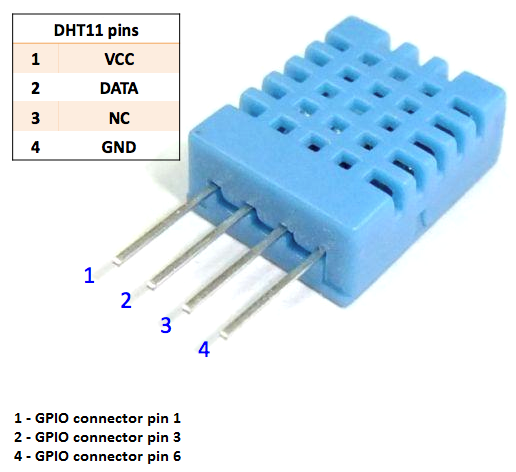 DHT11 pins
1 VCC
2 DATA
3 NC
4 GND
1
2
3
4
1 - GPIO connector pin 1
2 - GPIO connector pin 3
4 - GPIO connector pin 6